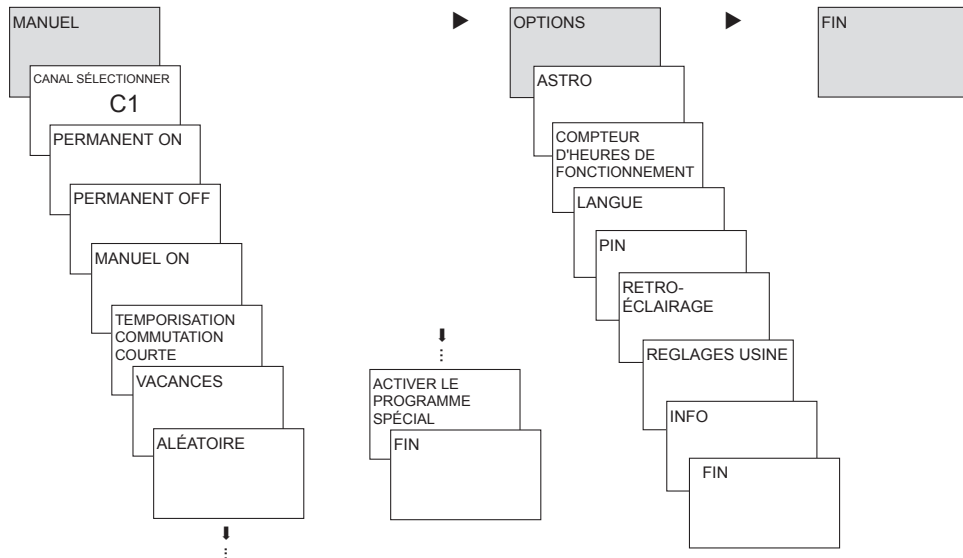 MANUEL
CANAL SÉLECTIONNER
C1
PERMANENT ON
PERMANENT OFF
MANUEL ON
TEMPORISATION
COMMUTATION
COURTE
VACANCES
ALÉATOIRE
ACTIVER LE
PROGRAMME
SPÉCIAL
FIN
OPTIONS
ASTRO
COMPTEUR
D'HEURES DE
FONCTIONNEMENT
LANGUE
PIN
RETRO-
ÉCLAIRAGE
REGLAGES USINE
INFO
FIN
FIN